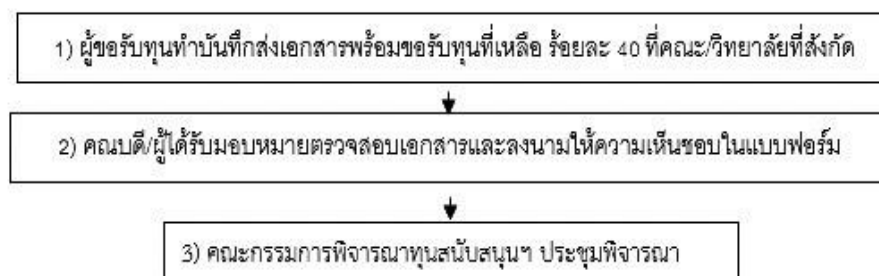 1) ผู้ขอรับทุนทำบันทึกส่งเอกสารพร้อมขอรับทุนที่เหลือ ร้อยละ 40 ที่คณะ/วิทยาลัยที่สังกัด
2) คณบดี/ผู้ได้รับมอบหมายตรวจสอบเอกสารและลงนามให้ความเห็นชอบในแบบฟอร์ม
3) คณะกรรมการพิจารณาทุนสนับสนุนฯ ประชุมพิจารณา